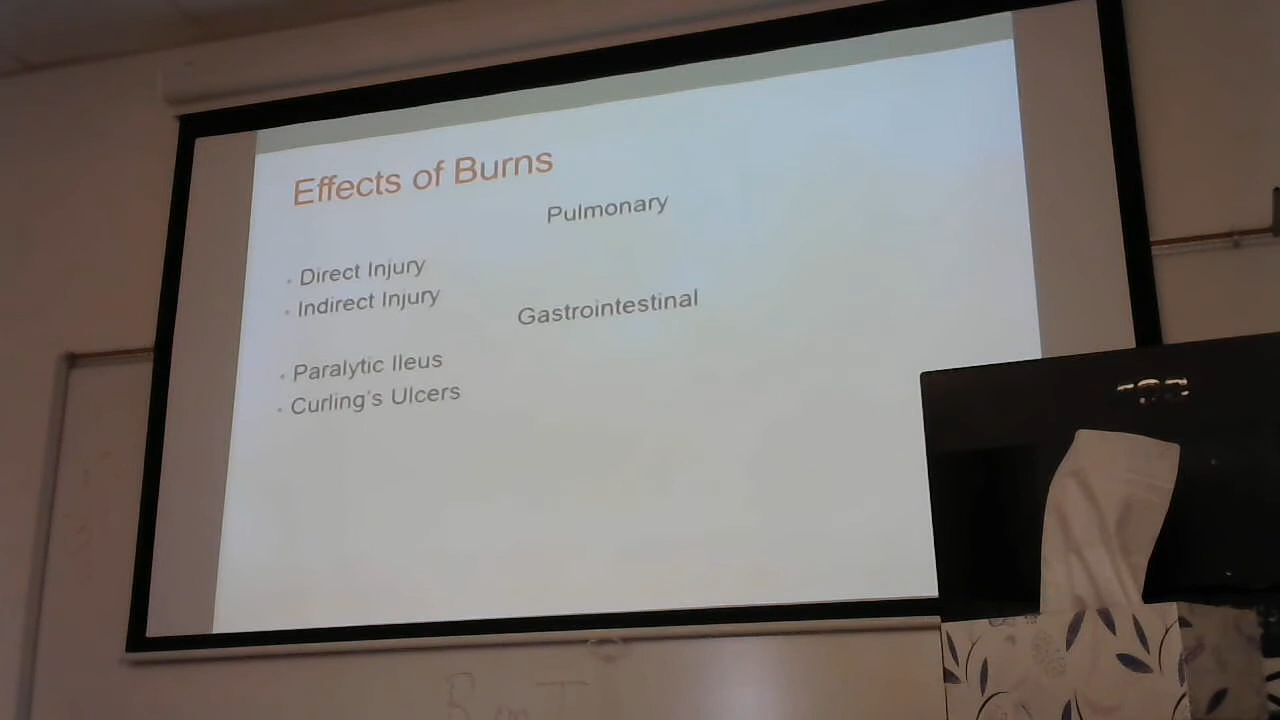 Effects of Burns
Pulmonary
• Direct Injury
• Indirect Injury
Gastrointestinal
• Paralytic Ileus
• Curling's Ulcers